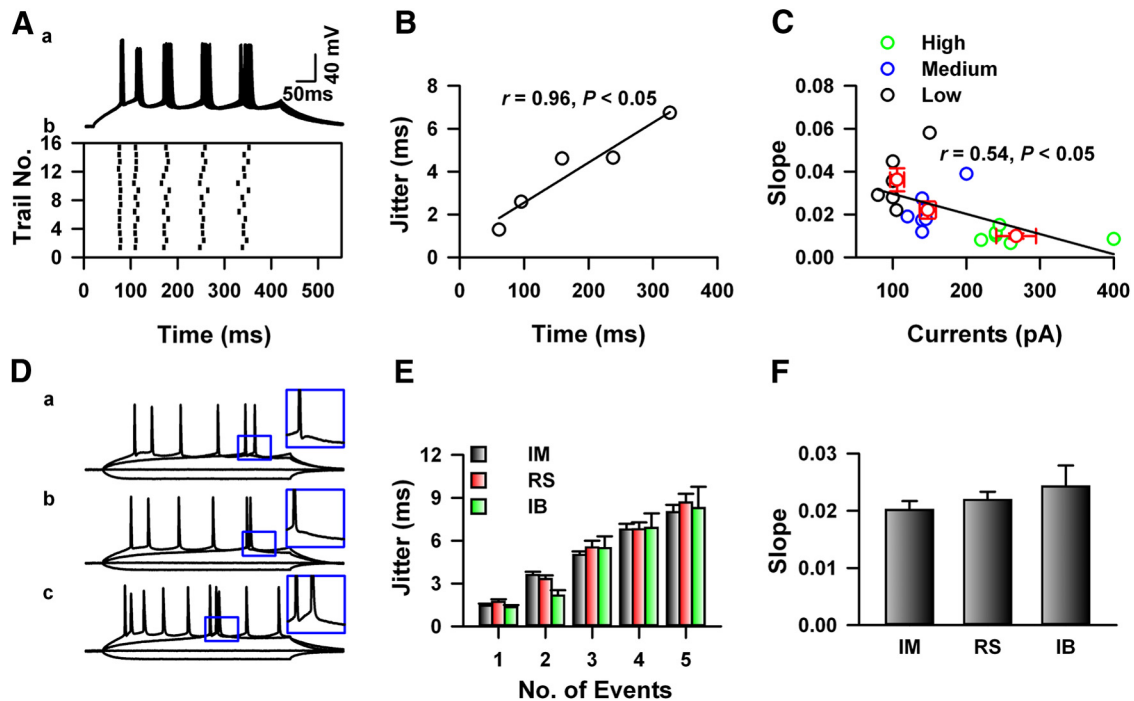 A
a
40 mV
50ms
b
16
12
8
4
0
Trail No.
0 100 200 300 400 500
Time (ms)
B
8
6
4
2
0
Jitter (ms)
r = 0.96, P < 0.05
0 100 200 300 400
Time (ms)
C
High
Medium
Low
0.08
0.06
0.04
0.02
0.00
Slope
r = 0.54, P < 0.05
100 200 300 400
Currents (pA)
D
a
b
c
E
IM
RS
IB
12
9
6
3
0
Jitter (ms)
1 2 3 4 5
No. of Events
F
0.03
0.02
0.01
0.00
Slope
IM RS IB